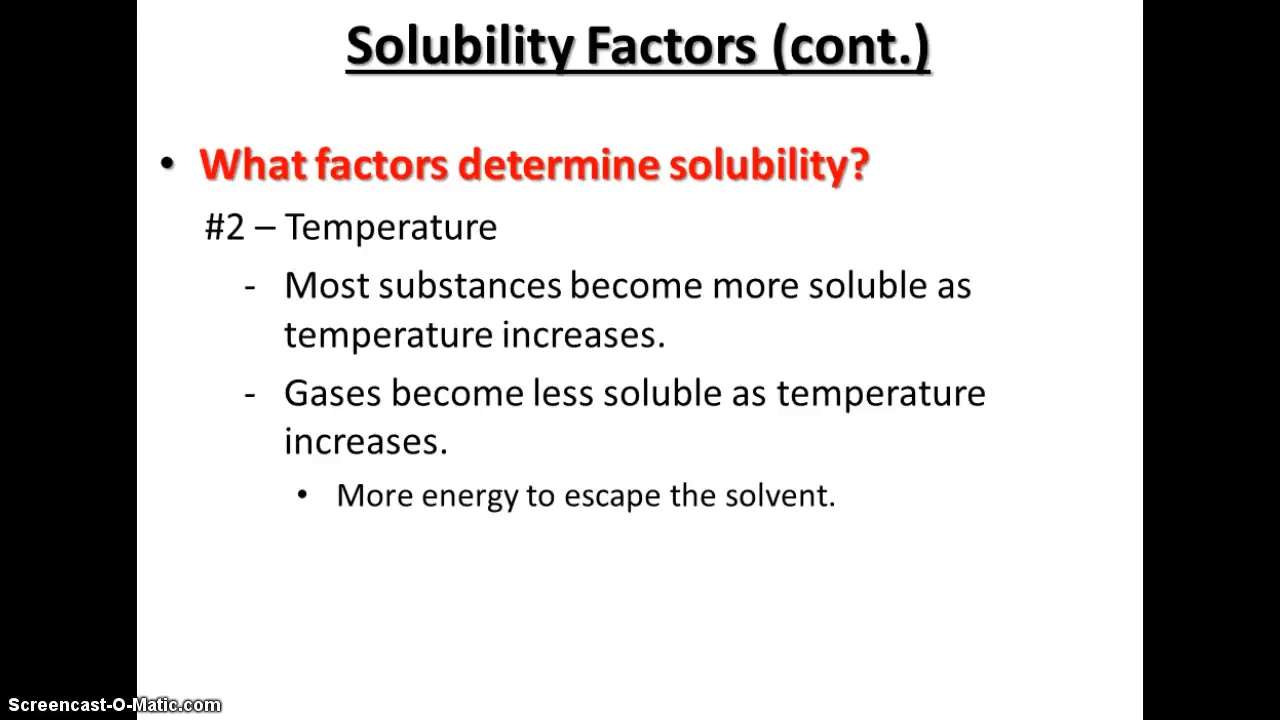 Solubility Factors (cont.)
• What factors determine solubility?
#2 – Temperature
- Most substances become more soluble as
temperature increases.
- Gases become less soluble as temperature
increases.
• More energy to escape the solvent.
Screencast-O-Matic.com